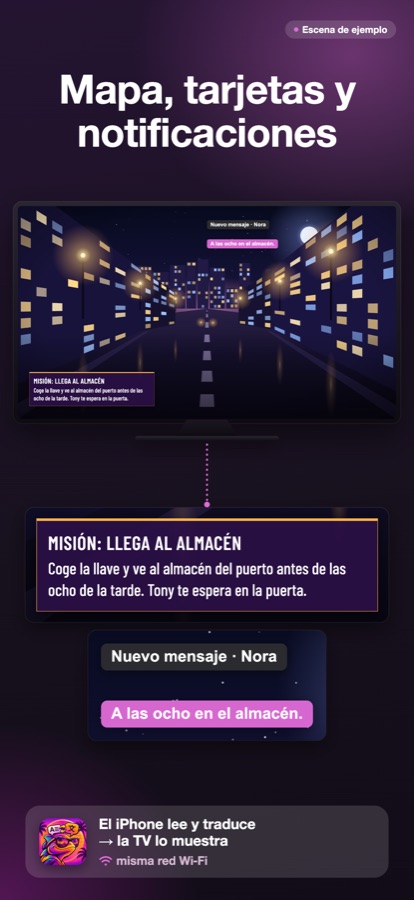 Escena de ejemplo
Mapa, tarjetas y
notificaciones
Nuevo mensaje · Nora
A las ocho en el almacén.
MISIÓN: LLEGA AL ALMACÉN
Coge la llave y ve al almacén del puerto antes de las
ocho de la tarde. Tony te espera en la puerta.
MISIÓN: LLEGA AL ALMACÉN
Coge la llave y ve al almacén del puerto antes de las
ocho de la tarde. Tony te espera en la puerta.
Nuevo mensaje · Nora
A las ocho en el almacén.
El iPhone lee y traduce
→ la TV lo muestra
misma red Wi-Fi